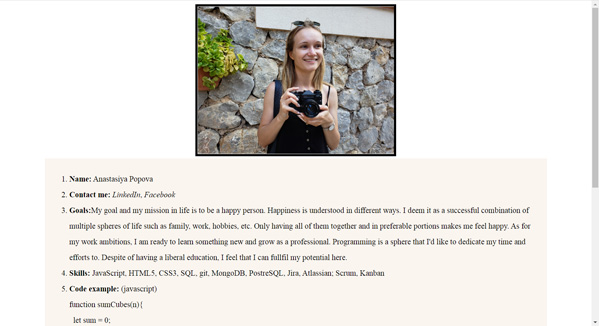 1. Name: Anastasiya Popova
2. Contact me: LinkedIn, Facebook
3. Goals:My goal and my mission in life is to be a happy person. Happiness is understood in different ways. I deem it as a successful combination of
multiple spheres of life such as family, work, hobbies, etc. Only having all of them together and in preferable portions makes me feel happy. As for
my work ambitions, I am ready to learn something new and grow as a professional. Programming is a sphere that I'd like to dedicate my time and
efforts to. Despite of having a liberal education, I feel that I can fullfil my potential here.
4. Skills: JavaScript, HTML5, CSS3, SQL, git, MongoDB, PostreSQL, Jira, Atlassian; Scrum, Kanban
5. Code example: (javascript)
function sumCubes(n){
let sum = 0;